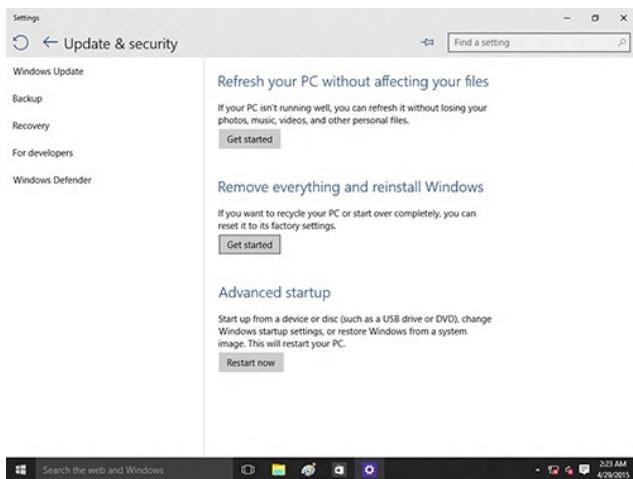 Settings
Update & security
Find a setting
Windows Update
Backup
Recovery
For developers
Windows Defender
Refresh your PC without affecting your files
If your PC isn't running well, you can refresh it without losing your
photos, music, videos, and other personal files.
Get started
Remove everything and reinstall Windows
If you want to recycle your PC or start over completely, you can
reset it to its factory settings.
Get started
Advanced startup
Start up from a device or disc (such as a USB drive or DVD), change
Windows startup settings, or restore Windows from a system
image. This will restart your PC.
Restart now
Search the web and Windows
2:23 AM
4/29/2015